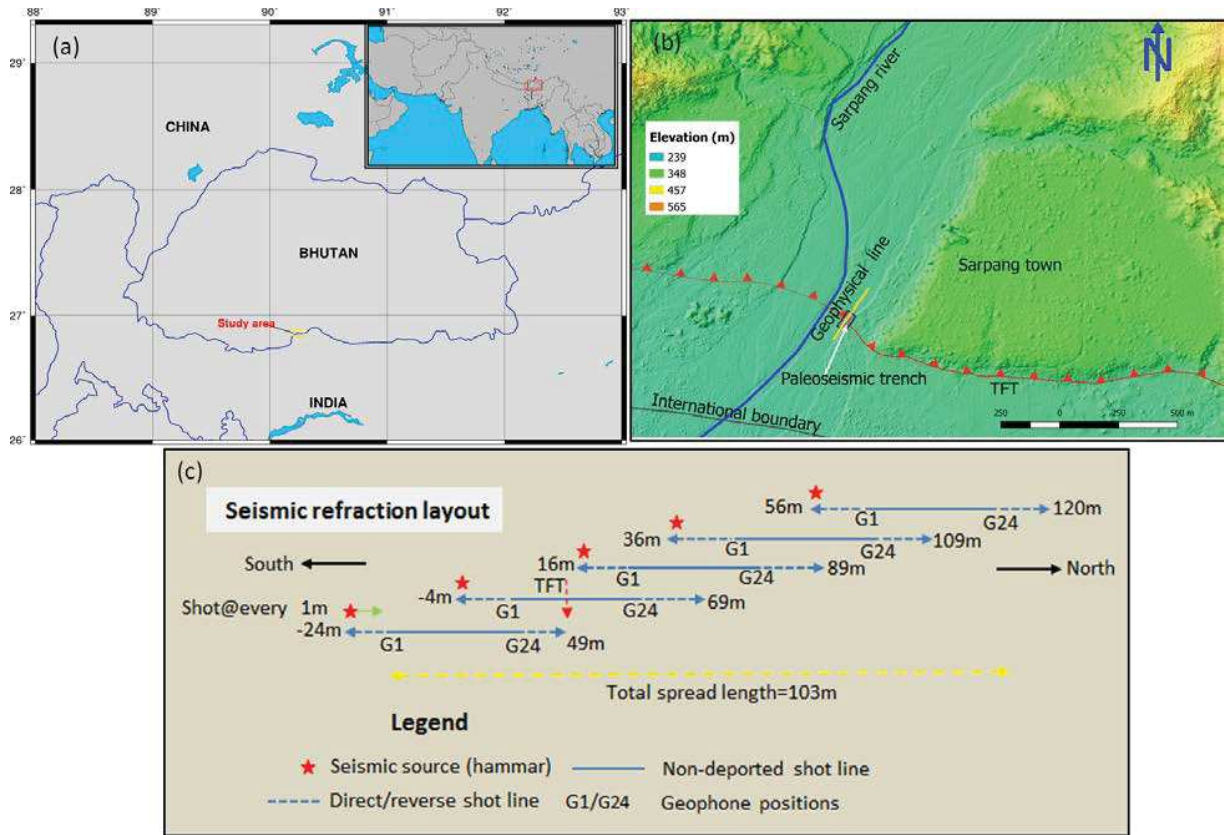 88˚ 89˚ 90˚ 91˚ 92˚ 93˚
(a)
29˚
CHINA
28˚
BHUTAN
27˚
Study area
INDIA
26˚
(b)
N
Sarpang river
Elevation (m)
239
348
457
565
Geophysical line
Sarpang town
Paleoseismic trench
TFT
International boundary
250 0 250 500 m
(c)
Seismic refraction layout
56m G1 G24 120m
36m G1 G24 109m
South
16m G1 G24 89m
North
TFT
-4m G1 G24 69m
Shot@every
1m
-24m G1 G24 49m
Total spread length=103m
Legend
Seismic source (hammar) Non-deported shot line
Direct/reverse shot line G1/G24 Geophone positions